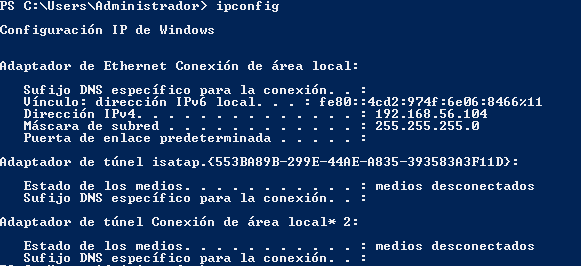 PS C:\Users\Administrador> ipconfig
Configuración IP de Windows
Adaptador de Ethernet Conexión de área local:
Sufijo DNS específico para la conexión. . :
Vínculo: dirección IPv6 local. . . : fe80::4cd2:974f:6e06:8466%11
Dirección IPv4. . . . . . . . . . . . . . : 192.168.56.104
Máscara de subred . . . . . . . . . . . . : 255.255.255.0
Puerta de enlace predeterminada . . . . . :
Adaptador de túnel isatap.{553BA89B-299E-44AE-A835-393583A3F11D}:
Estado de los medios. . . . . . . . . . . : medios desconectados
Sufijo DNS específico para la conexión. . :
Adaptador de túnel Conexión de área local* 2:
Estado de los medios. . . . . . . . . . . : medios desconectados
Sufijo DNS específico para la conexión. . :